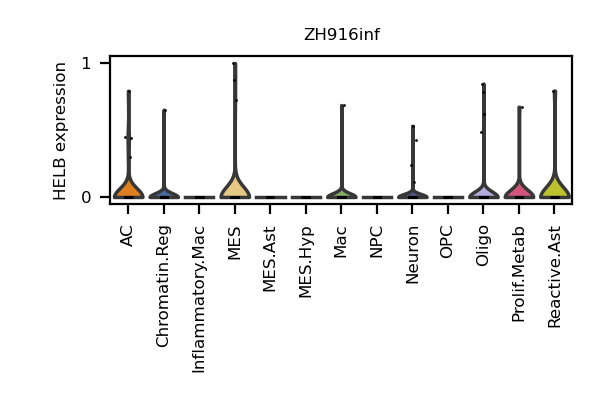 ZH916inf
HELB expression
1
0
AC
Chromatin.Reg
Inflammatory.Mac
MES
MES.Ast
MES.Hyp
Mac
NPC
Neuron
OPC
Oligo
Prolif.Metab
Reactive.Ast